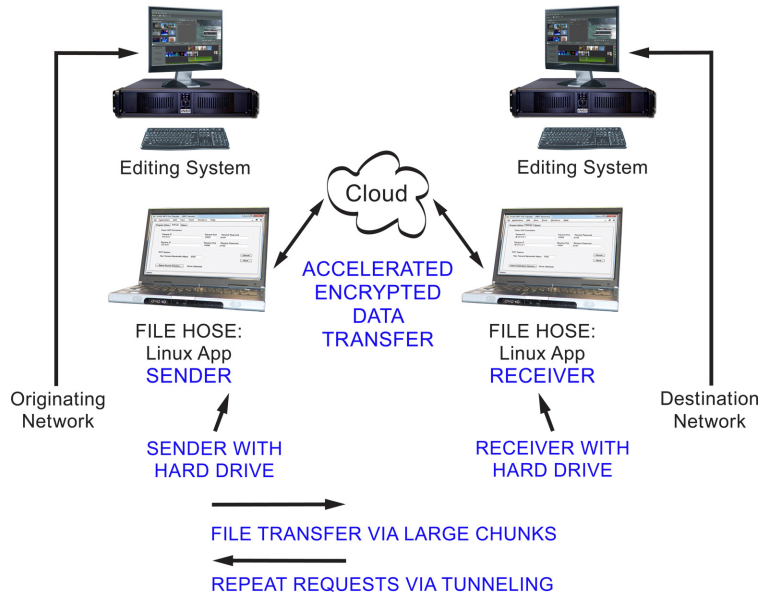 Editing System
Editing System
Cloud
ACCELERATED
ENCRYPTED
DATA
TRANSFER
FILE HOSE:
Linux App
SENDER
FILE HOSE:
Linux App
RECEIVER
Originating
Network
Destination
Network
SENDER WITH
HARD DRIVE
RECEIVER WITH
HARD DRIVE
FILE TRANSFER VIA LARGE CHUNKS
REPEAT REQUESTS VIA TUNNELING